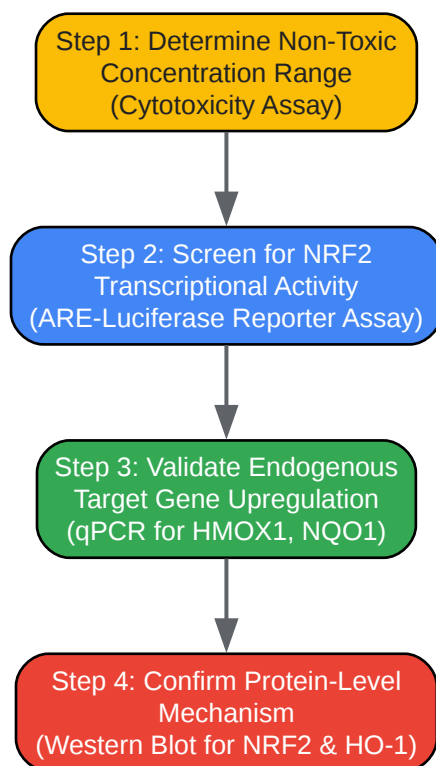 Step 1: Determine Non-Toxic
Concentration Range
(Cytotoxicity Assay)
Step 2: Screen for NRF2
Transcriptional Activity
(ARE-Luciferase Reporter Assay)
Step 3: Validate Endogenous
Target Gene Upregulation
(qPCR for HMOX1, NQO1)
Step 4: Confirm Protein-Level
Mechanism
(Western Blot for NRF2 & HO-1)